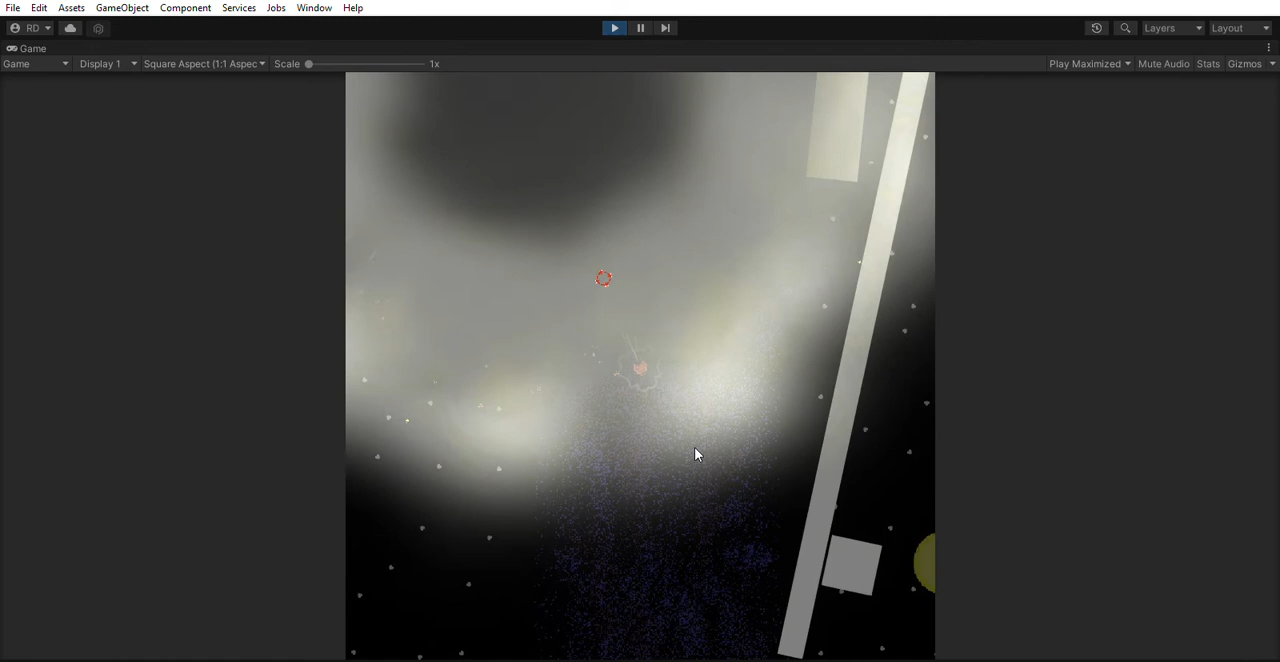 File Edit Assets GameObject Component Services Jobs Window Help
RD Layers Layout
Game
Game Display 1 Square Aspect (1:1 Aspec Scale 1x Play Maximized Mute Audio Stats Gizmos